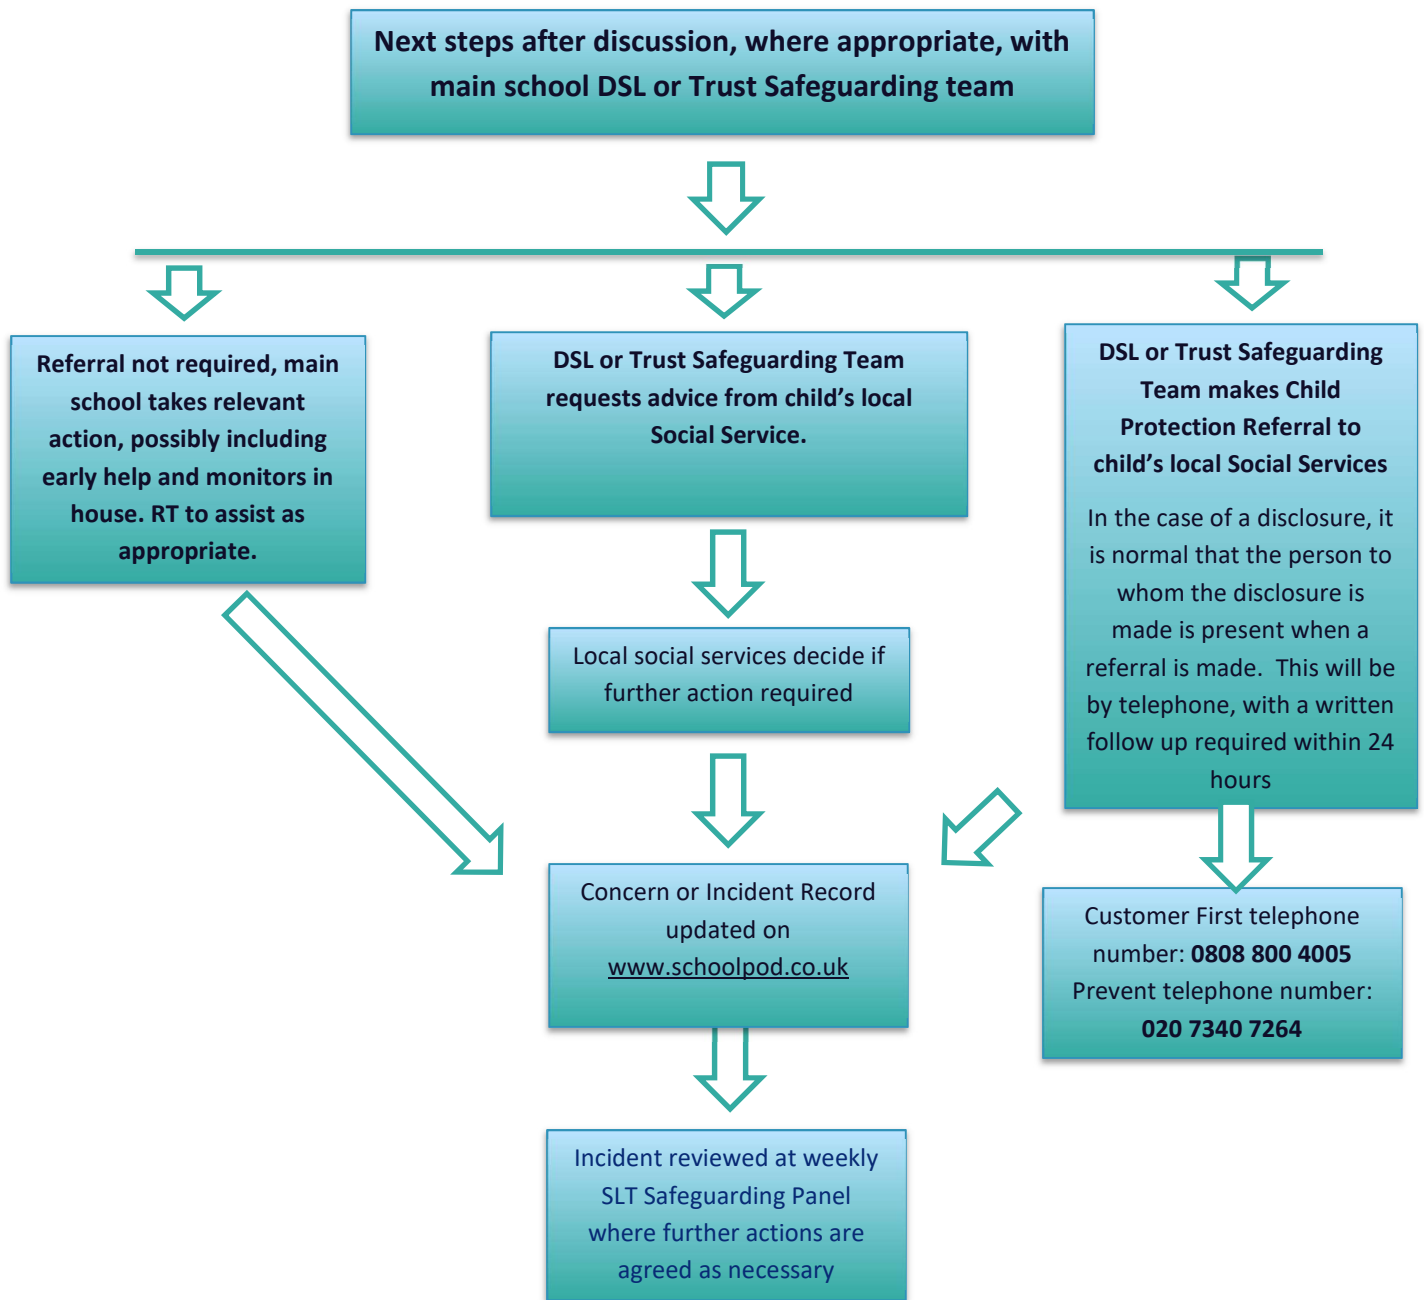 Next steps after discussion, where appropriate, with
main school DSL or Trust Safeguarding team
Referral not required, main
school takes relevant
action, possibly including
early help and monitors in
house. RT to assist as
appropriate.
DSL or Trust Safeguarding Team
requests advice from child’s local
Social Service.
DSL or Trust Safeguarding
Team makes Child
Protection Referral to
child’s local Social Services
In the case of a disclosure, it
is normal that the person to
whom the disclosure is
made is present when a
referral is made.  This will be
by telephone, with a written
follow up required within 24
hours
Local social services decide if
further action required
Concern or Incident Record
updated on
www.schoolpod.co.uk
Customer First telephone
number: 0808 800 4005
Prevent telephone number:
020 7340 7264
Incident reviewed at weekly
SLT Safeguarding Panel
where further actions are
agreed as necessary